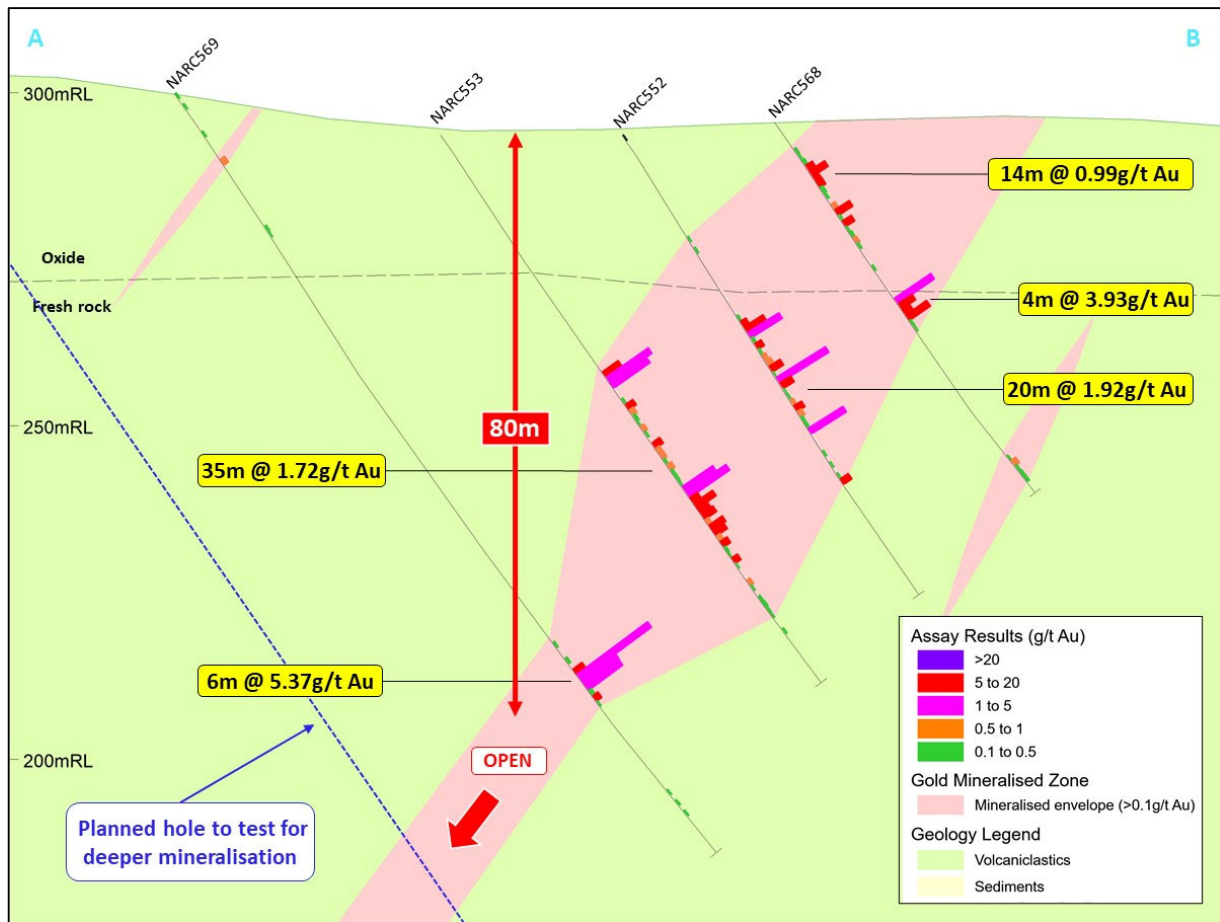 A
B
NARC569
NARC553
NARC552
NARC568
300mRL
14m @ 0.99g/t Au
Oxide
Fresh rock
4m @ 3.93g/t Au
20m @ 1.92g/t Au
250mRL
80m
35m @ 1.72g/t Au
6m @ 5.37g/t Au
200mRL
OPEN
Planned hole to test for
deeper mineralisation
Assay Results (g/t Au)
>20
5 to 20
1 to 5
0.5 to 1
0.1 to 0.5
Gold Mineralised Zone
Mineralised envelope (>0.1g/t Au)
Geology Legend
Volcaniclastics
Sediments